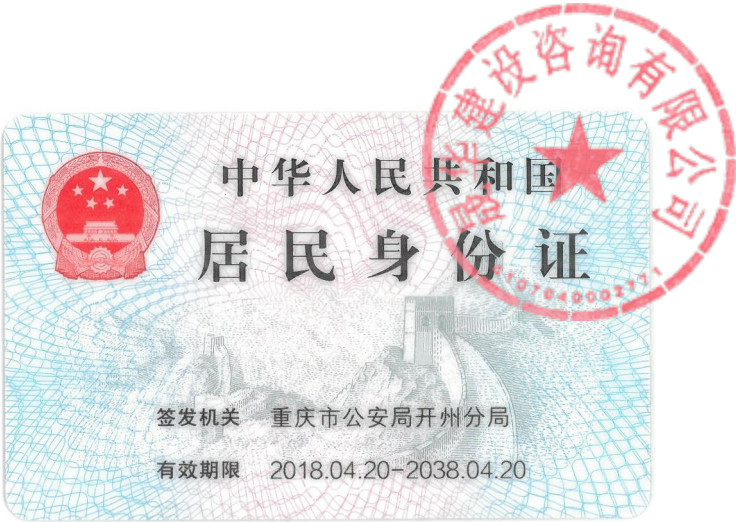 中华人民共和国
居民身份证
签发机关 重庆市公安局开州分局
有效期限 2018.04.20-2038.04.20
华建设咨询有限公司